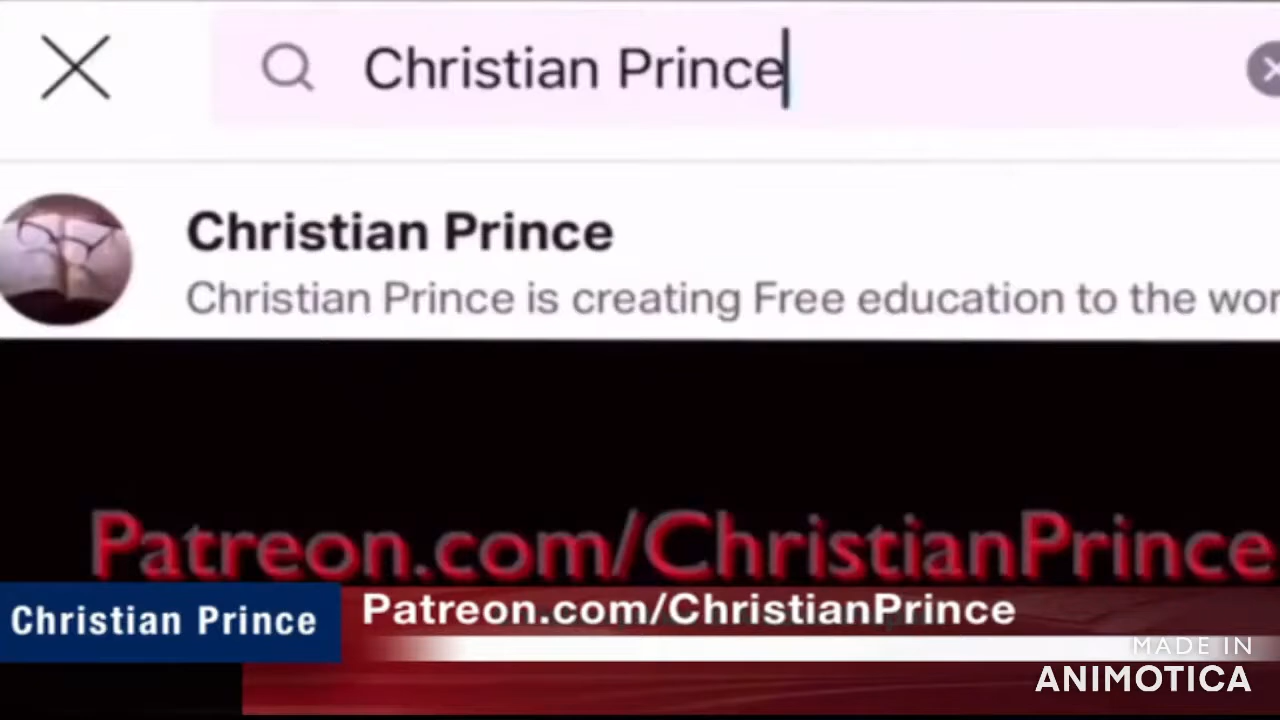 Christian Prince
Christian Prince
Christian Prince is creating Free education to the
Patreon.com/ChristianPrince
Christian Prince
Patreon.com/ChristianPrince
MADE IN
ANIMOTICA